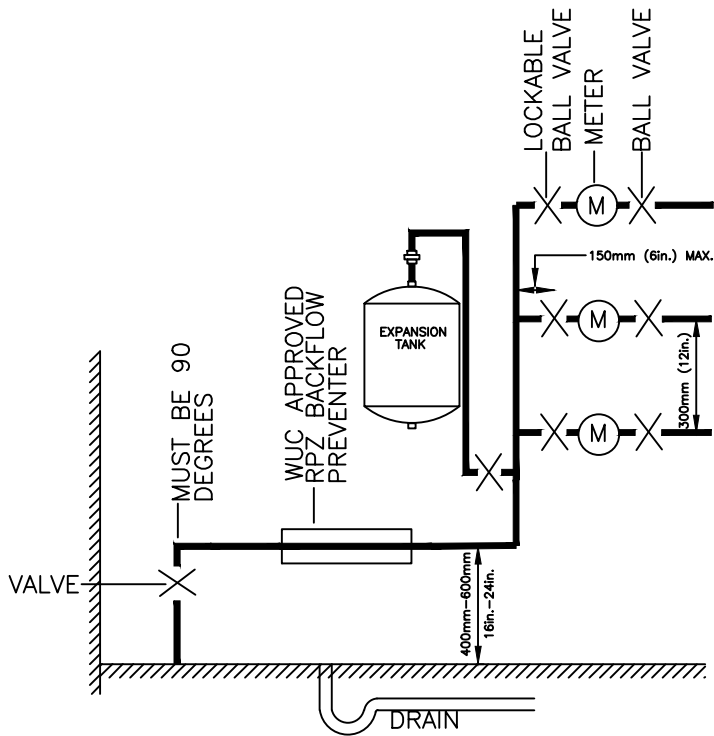 LOCKABLE
BALL VALVE
METER
BALL VALVE
M
150mm (6in.) MAX.
EXPANSION
TANK
M
300mm (12in.)
M
WUC APPROVED
RPZ BACKFLOW
PREVENTER
MUST BE 90
DEGREES
VALVE
400mm-600mm
16in.-24in.
DRAIN